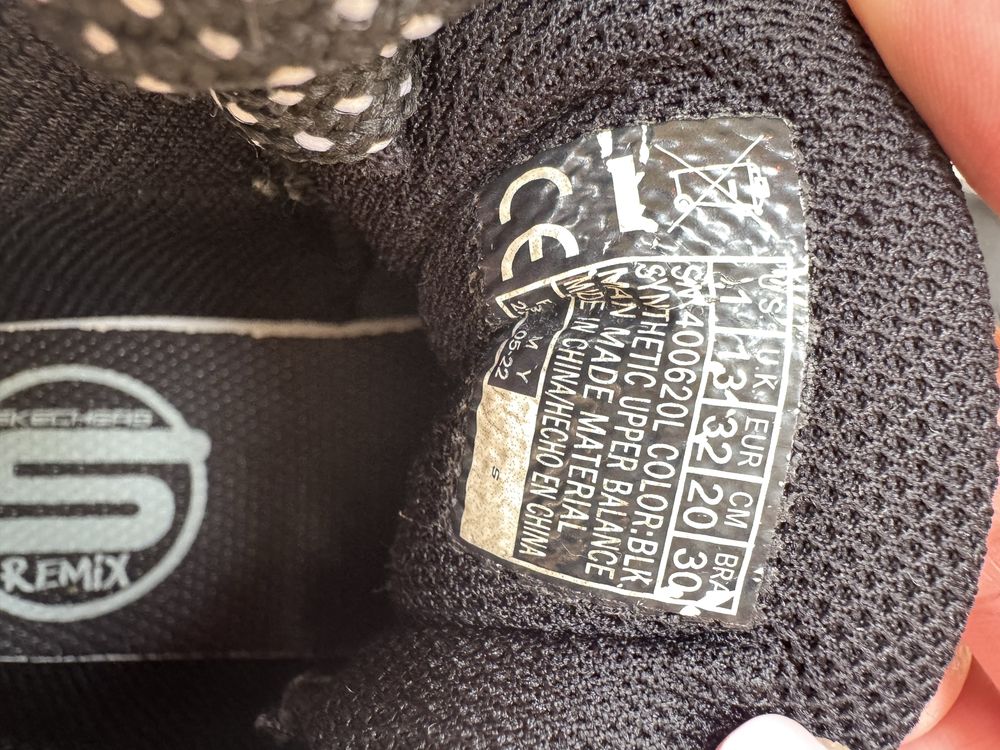 US UK EUR CM BRA
1 13 32 20 30
SN 400620L COLOR:BLK
SYNTHETIC UPPER BALANCE
MAN MADE MATERIAL
MADE IN CHINA/HECHO EN CHINA
M Y
05-22
S
CE
SKECHERS
S
REMIX